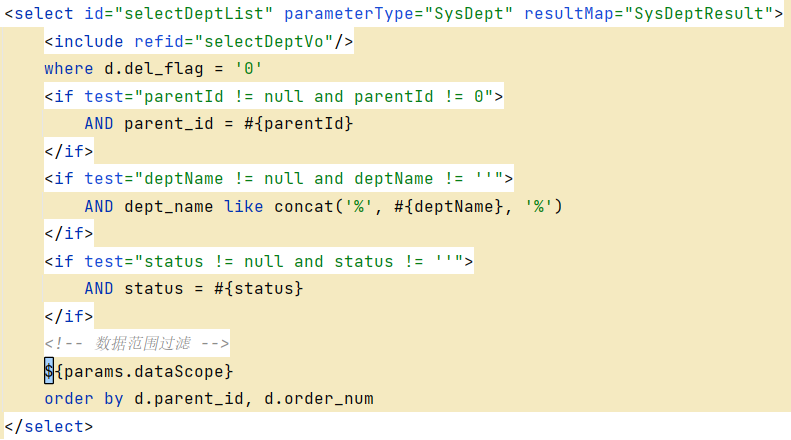 <select id="selectDeptList" parameterType="SysDept" resultMap="SysDeptResult">
    <include refid="selectDeptVo"/>
    where d.del_flag = '0'
    <if test="parentId != null and parentId != 0">
        AND parent_id = #{parentId}
    </if>
    <if test="deptName != null and deptName != ''">
        AND dept_name like concat('%', #{deptName}, '%')
    </if>
    <if test="status != null and status != ''">
        AND status = #{status}
    </if>
    <!-- 数据范围过滤 -->
    ${params.dataScope}
    order by d.parent_id, d.order_num
</select>